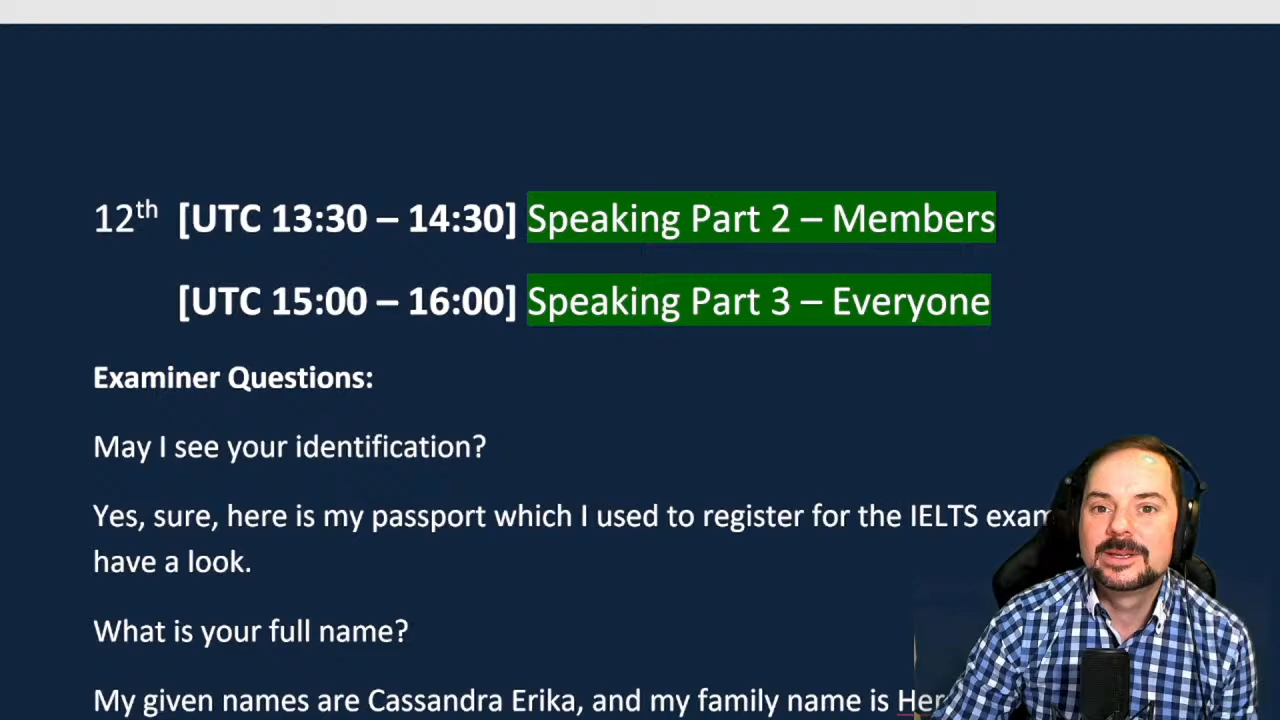 12th [UTC 13:30 – 14:30] Speaking Part 2 – Members
[UTC 15:00 – 16:00] Speaking Part 3 – Everyone
Examiner Questions:
May I see your identification?
Yes, sure, here is my passport which I used to register for the IELTS exam
have a look.
What is your full name?
My given names are Cassandra Erika, and my family name is